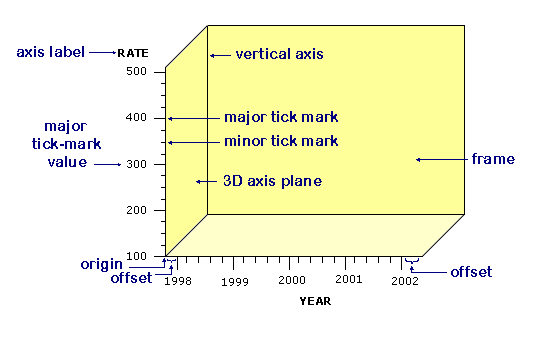 axis label
RATE
vertical axis
500
400
major tick mark
major
tick-mark
value
minor tick mark
300
frame
3D axis plane
200
100
origin
offset
offset
1998
1999
2000
2001
2002
YEAR